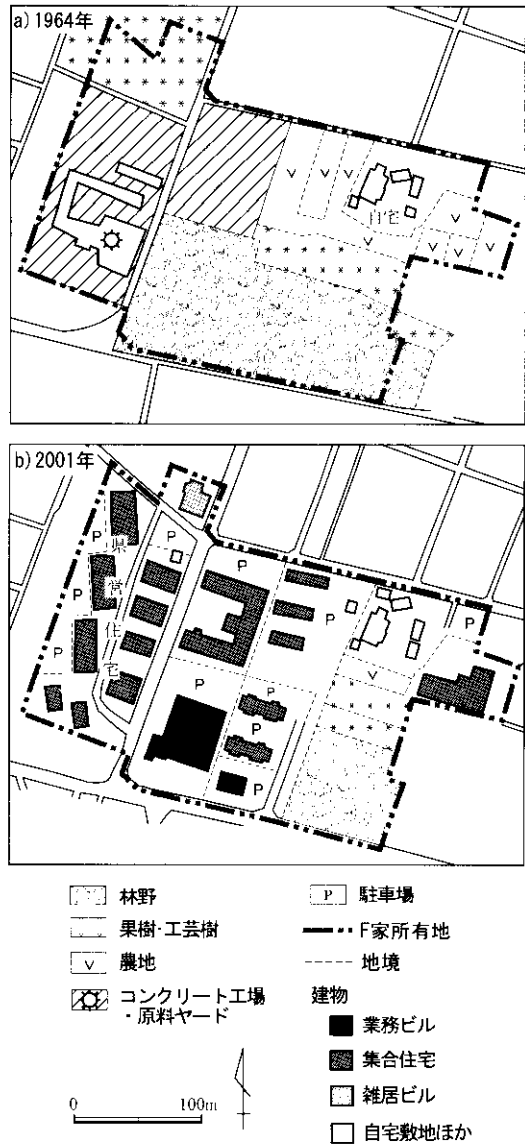 a) 1964年
自宅
b) 2001年
P
P
県営住宅
P
P
P
P
P
P
P
P
P
P
林野
果樹・工芸樹
農地
コンクリート工場
・原料ヤード
P 駐車場
F家所有地
地境
建物
業務ビル
集合住宅
雑居ビル
自宅敷地ほか
0 100m